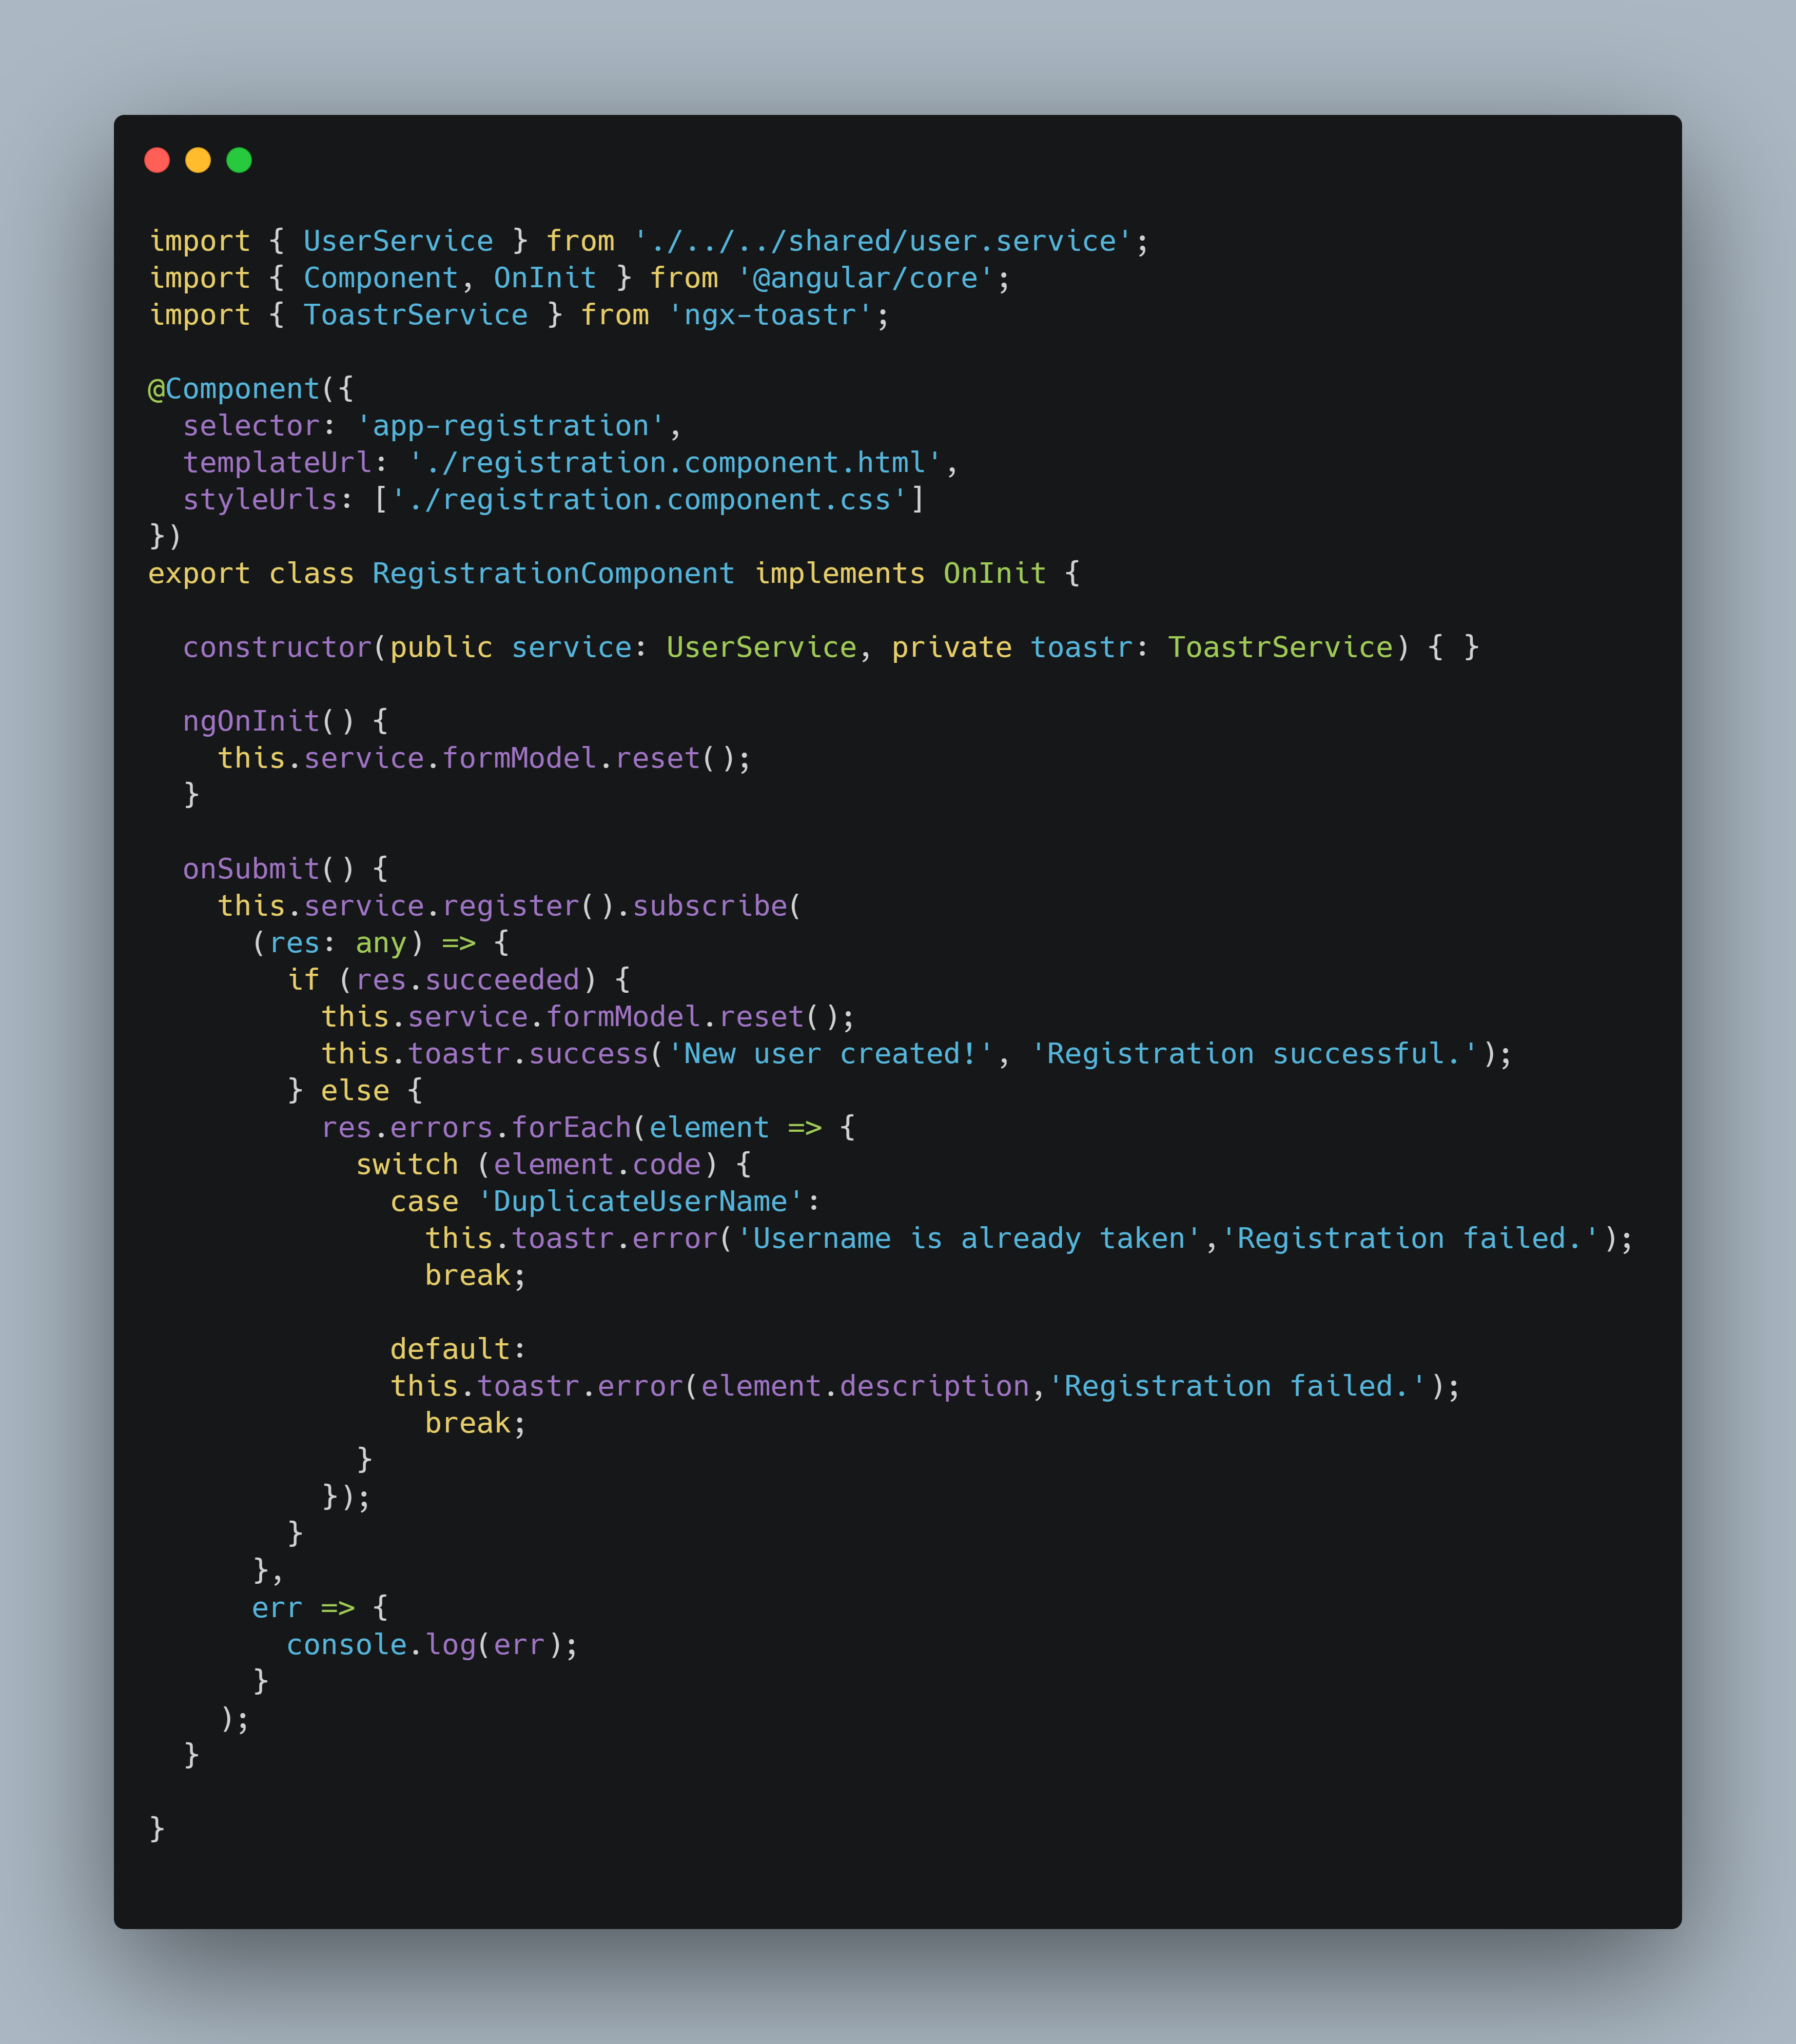 import { UserService } from './../../shared/user.service';
import { Component, OnInit } from '@angular/core';
import { ToastrService } from 'ngx-toastr';

@Component({
  selector: 'app-registration',
  templateUrl: './registration.component.html',
  styleUrls: ['./registration.component.css']
})
export class RegistrationComponent implements OnInit {

  constructor(public service: UserService, private toastr: ToastrService) { }

  ngOnInit() {
    this.service.formModel.reset();
  }

  onSubmit() {
    this.service.register().subscribe(
      (res: any) => {
        if (res.succeeded) {
          this.service.formModel.reset();
          this.toastr.success('New user created!', 'Registration successful.');
        } else {
          res.errors.forEach(element => {
            switch (element.code) {
              case 'DuplicateUserName':
                this.toastr.error('Username is already taken','Registration failed.');
                break;

              default:
              this.toastr.error(element.description,'Registration failed.');
                break;
            }
          });
        }
      },
      err => {
        console.log(err);
      }
    );
  }

}